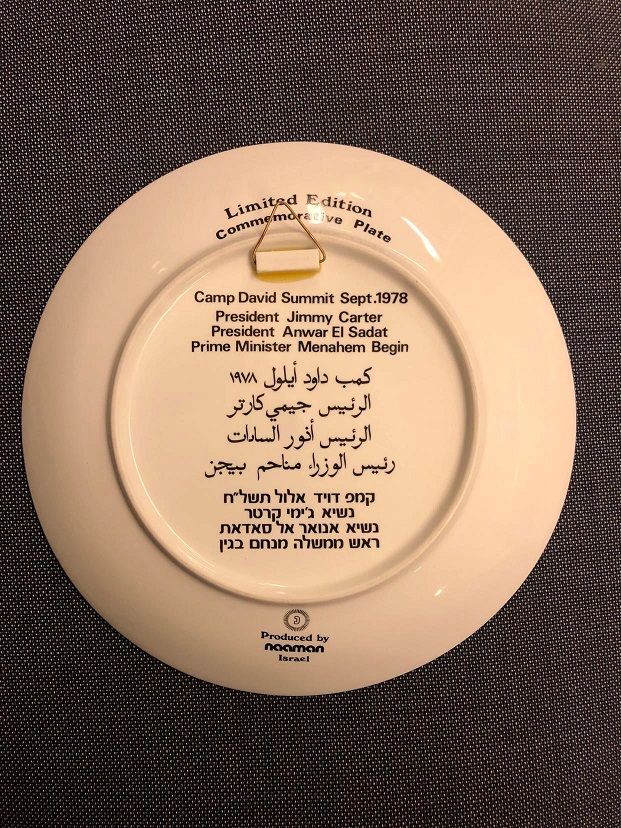 Limited Edition
Commemorative Plate
Camp David Summit Sept.1978
President Jimmy Carter
President Anwar El Sadat
Prime Minister Menahem Begin
كمب داود أيلول ١٩٧٨
الرئيس جيمي كارتر
الرئيس أنور السادات
رئيس الوزراء مناحم بيجن
קמפ דויד אלול תשל״ח
נשיא ג׳ימי קרטר
נשיא אנואר אל סאדאת
ראש ממשלה מנחם בגין
Produced by
naaman
Israel